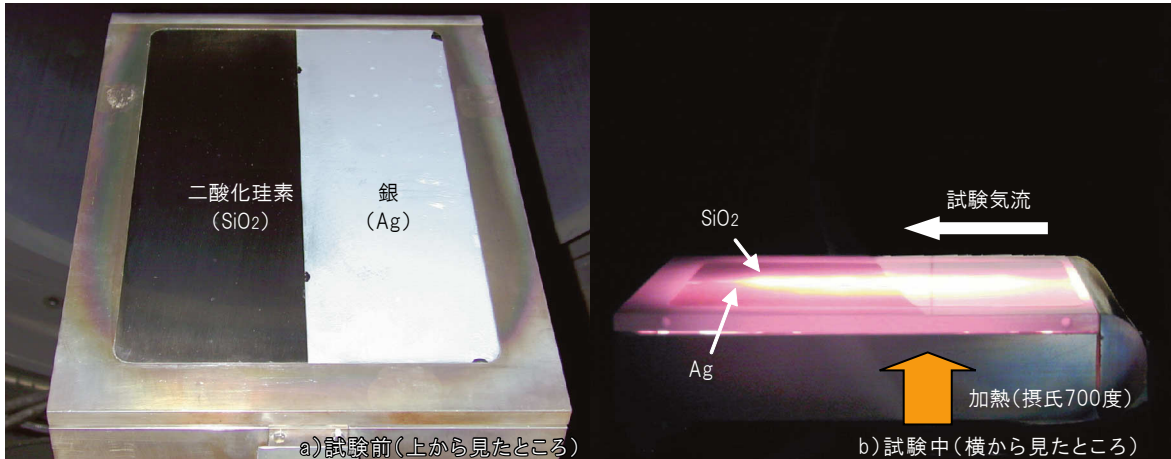 二酸化珪素
（SiO2）
銀
（Ag）
a）試験前（上から見たところ）
試験気流
SiO2
Ag
加熱（摂氏700度）
b）試験中（横から見たところ）